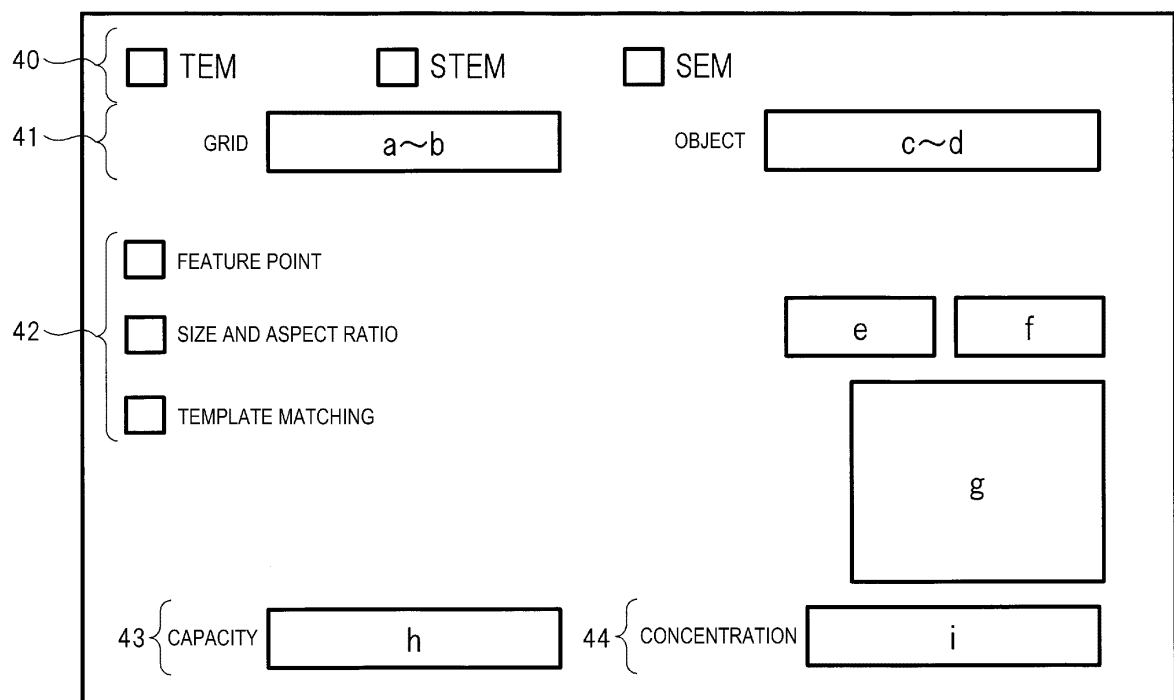 40 TEM STEM SEM
41 GRID a~b OBJECT c~d
FEATURE POINT
42 SIZE AND ASPECT RATIO e f
TEMPLATE MATCHING
g
43 CAPACITY h 44 CONCENTRATION i